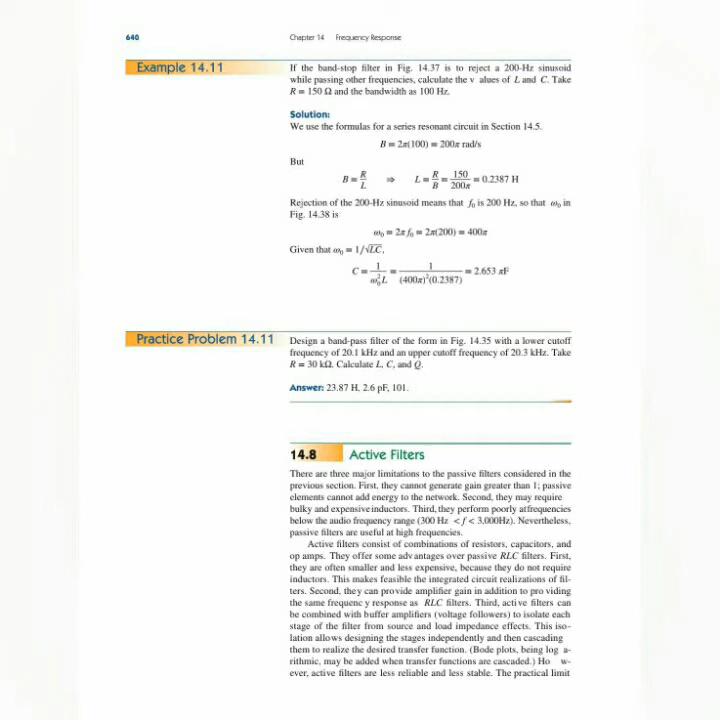 640
Chapter 14 Frequency Response
Example 14.11
If the band-stop filter in Fig. 14.37 is to reject a 200-Hz sinusoid
while passing other frequencies, calculate the v alues of L and C. Take
R = 150 Ω and the bandwidth as 100 Hz.
Solution:
We use the formulas for a series resonant circuit in Section 14.5.
B = 2π(100) = 200π rad/s
But
B = R/L ⇒ L = R/B = 150/200π = 0.2387 H
Rejection of the 200-Hz sinusoid means that f₀ is 200 Hz, so that ω₀ in
Fig. 14.38 is
ω₀ = 2π f₀ = 2π(200) = 400π
Given that ω₀ = 1/√LC,
C = 1/ω₀²L = 1/(400π)²(0.2387) = 2.653 πF
Practice Problem 14.11
Design a band-pass filter of the form in Fig. 14.35 with a lower cutoff
frequency of 20.1 kHz and an upper cutoff frequency of 20.3 kHz. Take
R = 30 kΩ. Calculate L, C, and Q.
Answer: 23.87 H, 2.6 pF, 101.
14.8 Active Filters
There are three major limitations to the passive filters considered in the
previous section. First, they cannot generate gain greater than 1; passive
elements cannot add energy to the network. Second, they may require
bulky and expensive inductors. Third, they perform poorly at frequencies
below the audio frequency range (300 Hz < f < 3,000Hz). Nevertheless,
passive filters are useful at high frequencies.
Active filters consist of combinations of resistors, capacitors, and
op amps. They offer some adv antages over passive RLC filters. First,
they are often smaller and less expensive, because they do not require
inductors. This makes feasible the integrated circuit realizations of fil-
ters. Second, they can provide amplifier gain in addition to pro viding
the same frequenc y response as RLC filters. Third, acti ve filters can
be combined with b uffer amplifiers (voltage followers) to isolate each
stage of the filter from source and load impedance effects. This iso-
lation allows designing the stages independently and then cascading
them to realize the desired transfer function. (Bode plots, being log a-
rithmic, may be added when transfer functions are cascaded.) Ho w-
ever, active filters are less reliable and less stable. The practical limit